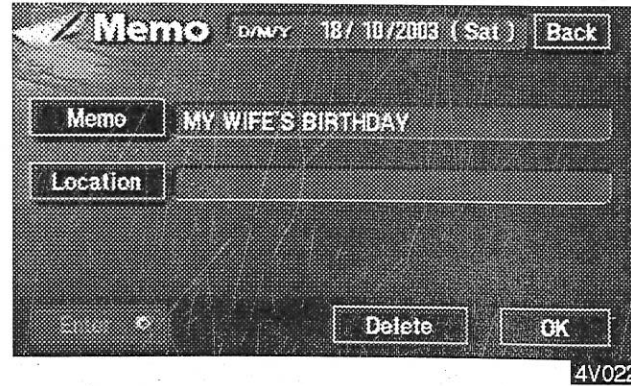 Memo D/M/Y 18/ 10/2003 ( Sat ) Back
Memo MY WIFE'S BIRTHDAY
Location
Enter Delete OK
4V022